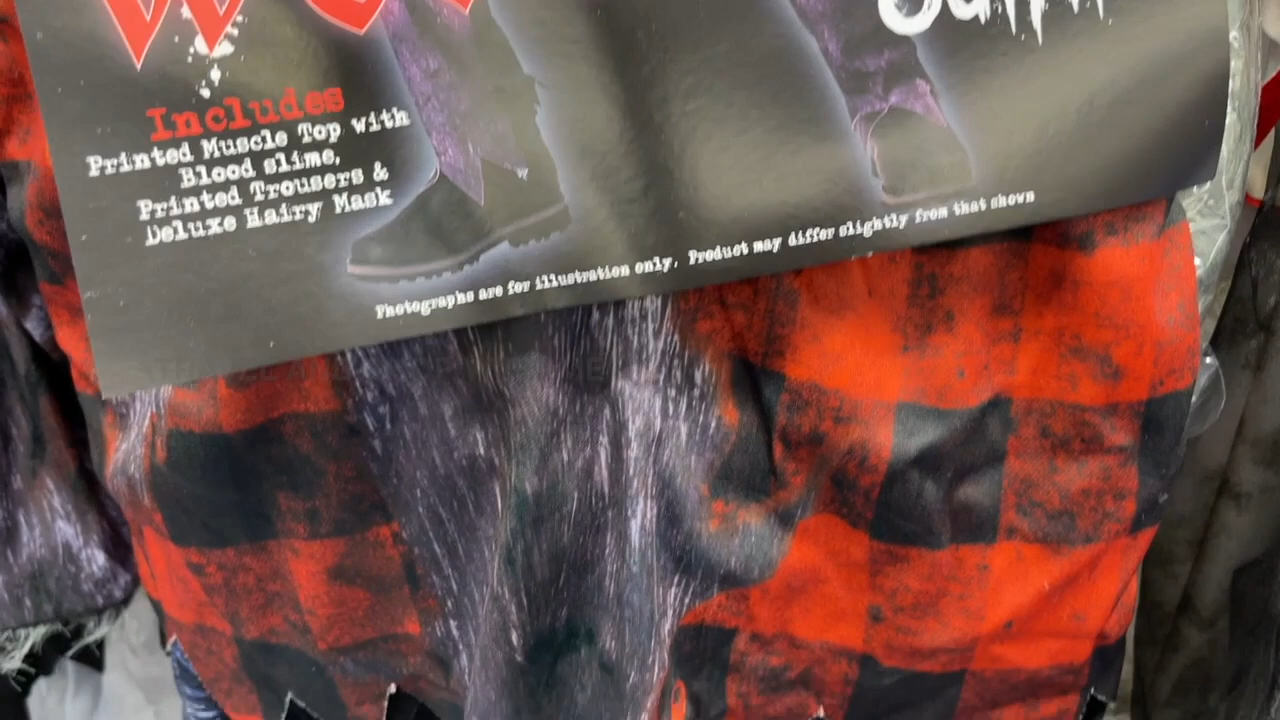 Includes
Printed Muscle Top with
Blood slime,
Printed Trousers &
Deluxe Hairy Mask
Photographs are for illustration only. Product may differ slightly from that shown